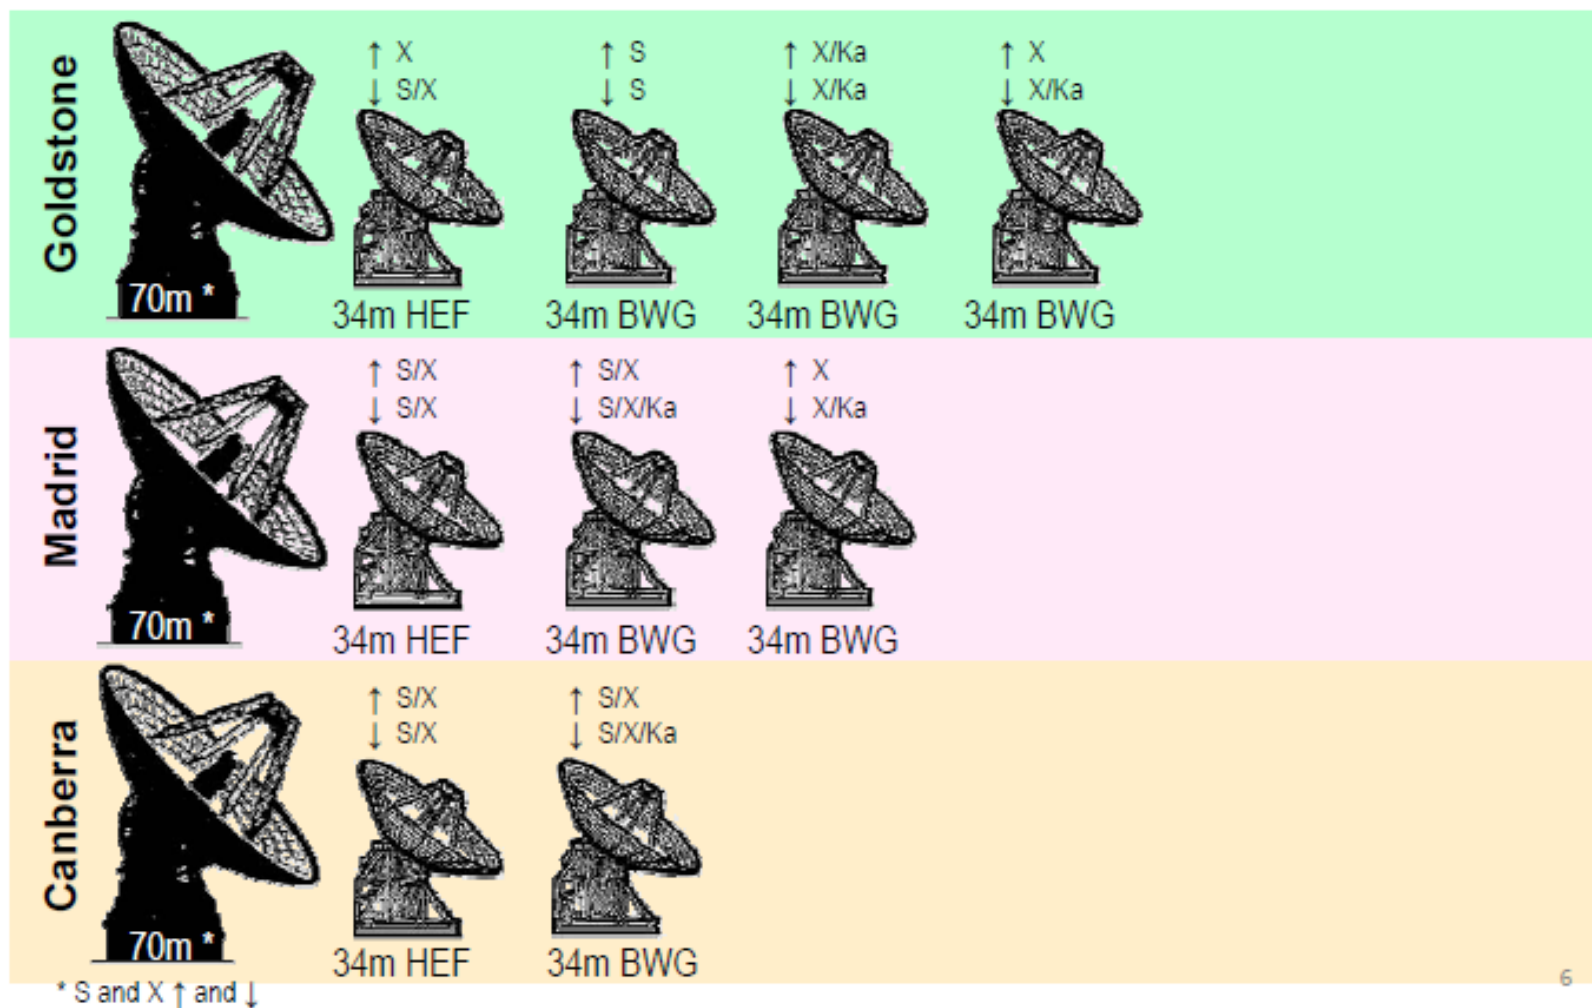 Goldstone
↑ X
↓ S/X
↑ S
↓ S
↑ X/Ka
↓ X/Ka
↑ X
↓ X/Ka
70m *
34m HEF
34m BWG
34m BWG
34m BWG
Madrid
↑ S/X
↓ S/X
↑ S/X
↓ S/X/Ka
↑ X
↓ X/Ka
70m *
34m HEF
34m BWG
34m BWG
Canberra
↑ S/X
↓ S/X
↑ S/X
↓ S/X/Ka
70m *
34m HEF
34m BWG
* S and X ↑ and ↓
6